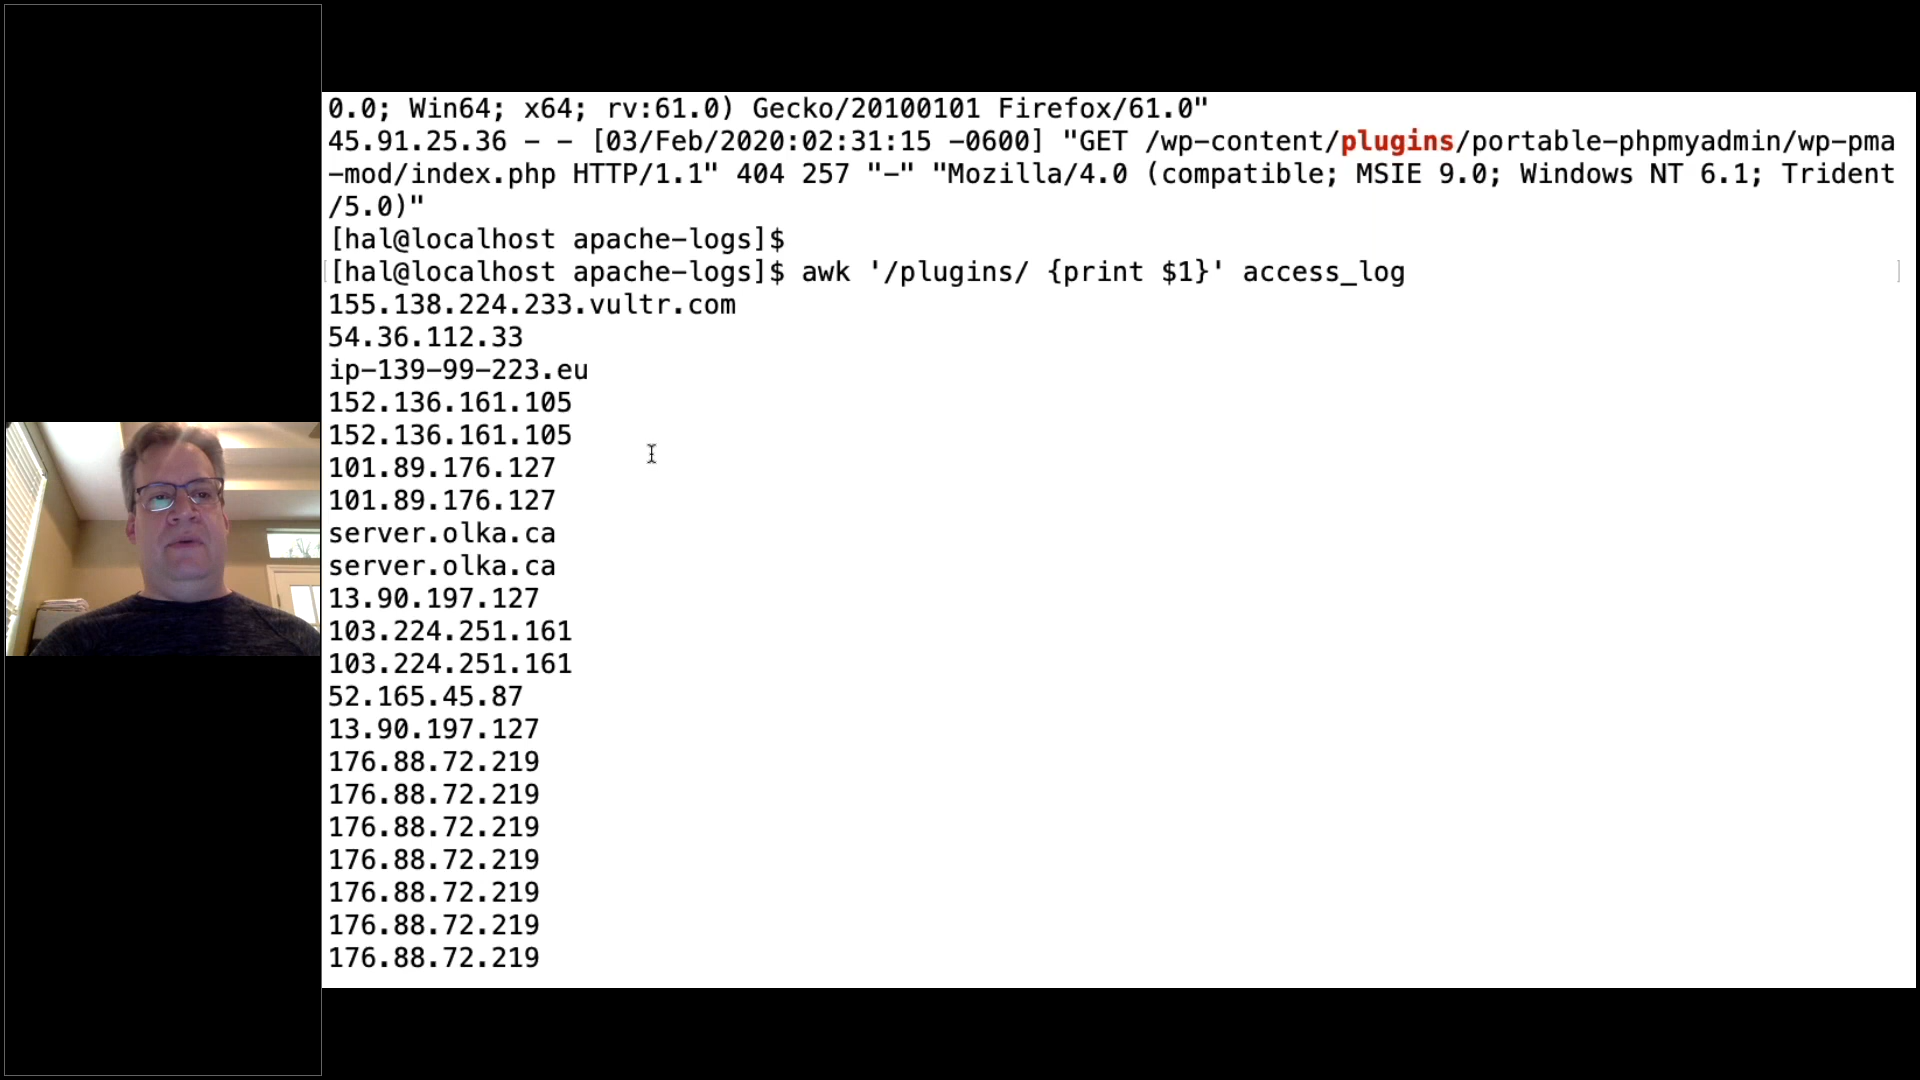 0.0; Win64; x64; rv:61.0) Gecko/20100101 Firefox/61.0"
45.91.25.36 - - [03/Feb/2020:02:31:15 -0600] "GET /wp-content/plugins/portable-phpmyadmin/wp-pma
-mod/index.php HTTP/1.1" 404 257 "-" "Mozilla/4.0 (compatible; MSIE 9.0; Windows NT 6.1; Trident
/5.0)"
[hal@localhost apache-logs]$
[[hal@localhost apache-logs]$ awk '/plugins/ {print $1}' access_log ]
155.138.224.233.vultr.com
54.36.112.33
ip-139-99-223.eu
152.136.161.105
152.136.161.105
101.89.176.127
101.89.176.127
server.olka.ca
server.olka.ca
13.90.197.127
103.224.251.161
103.224.251.161
52.165.45.87
13.90.197.127
176.88.72.219
176.88.72.219
176.88.72.219
176.88.72.219
176.88.72.219
176.88.72.219
176.88.72.219